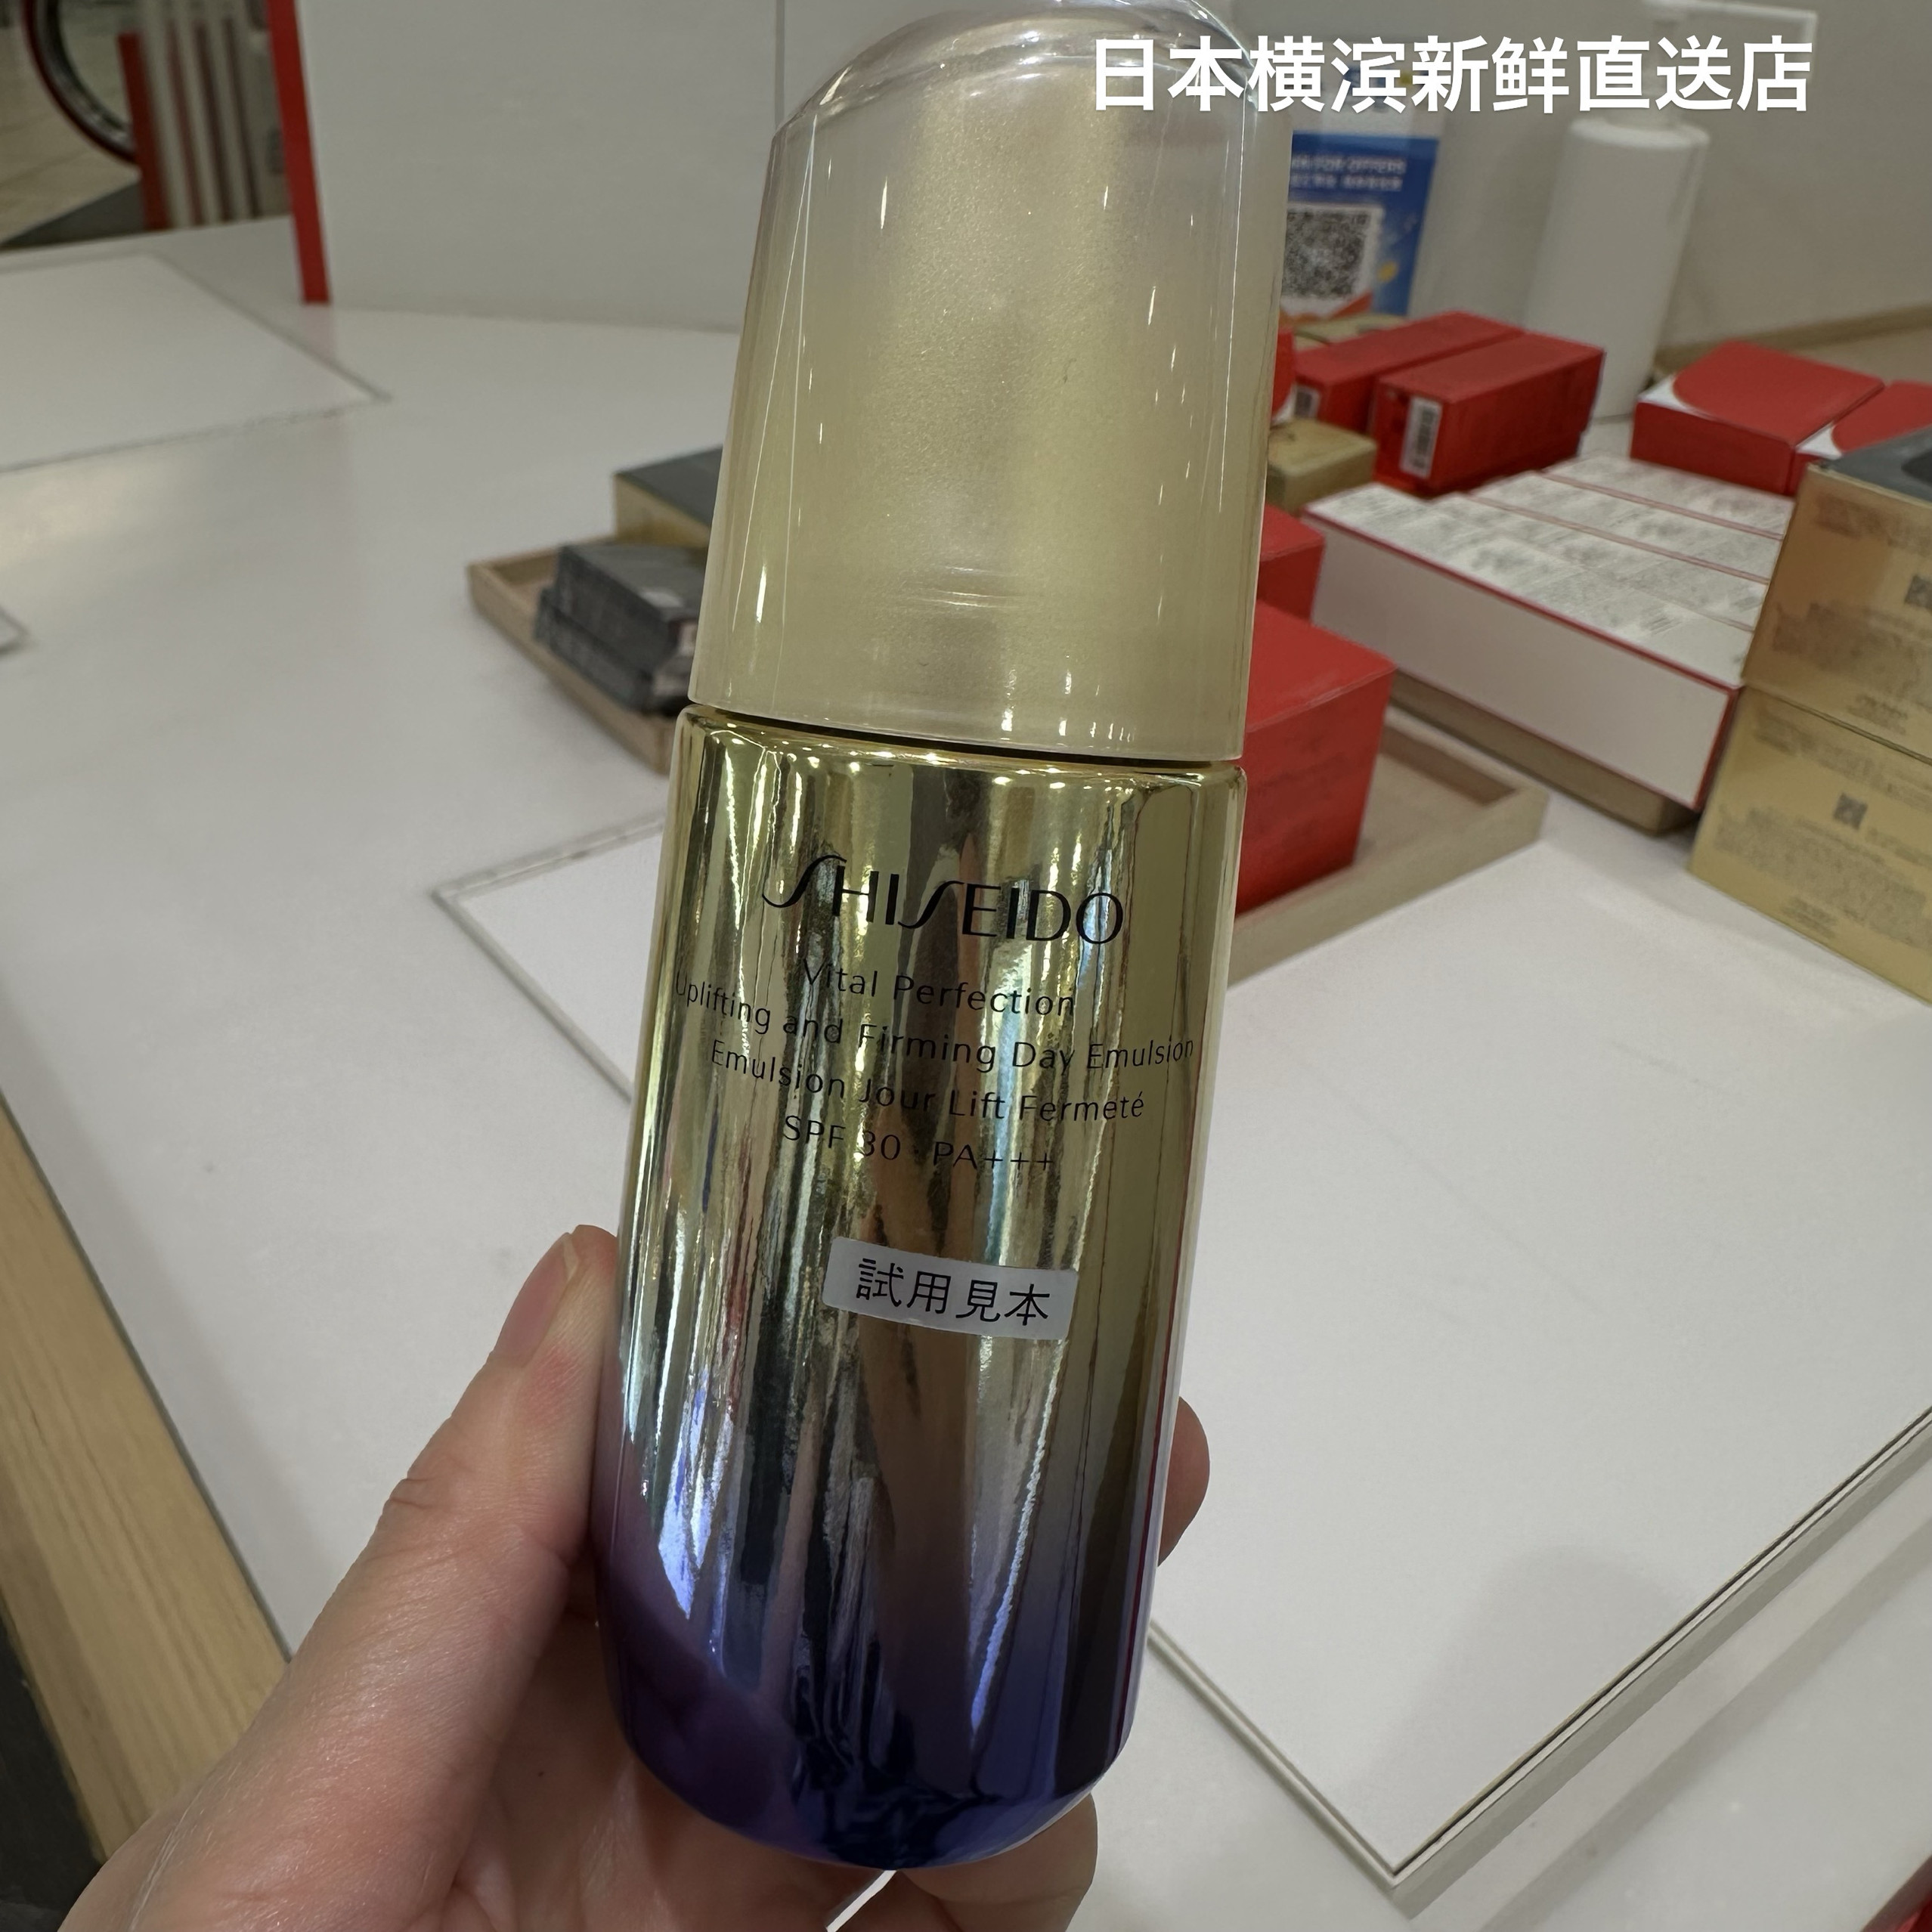 日本横滨新鲜直送店
SHISEIDO
Vital Perfection
Uplifting and Firming Day Emulsion
Emulsion Jour Lift Fermeté
SPF 30 · PA+++
試用見本